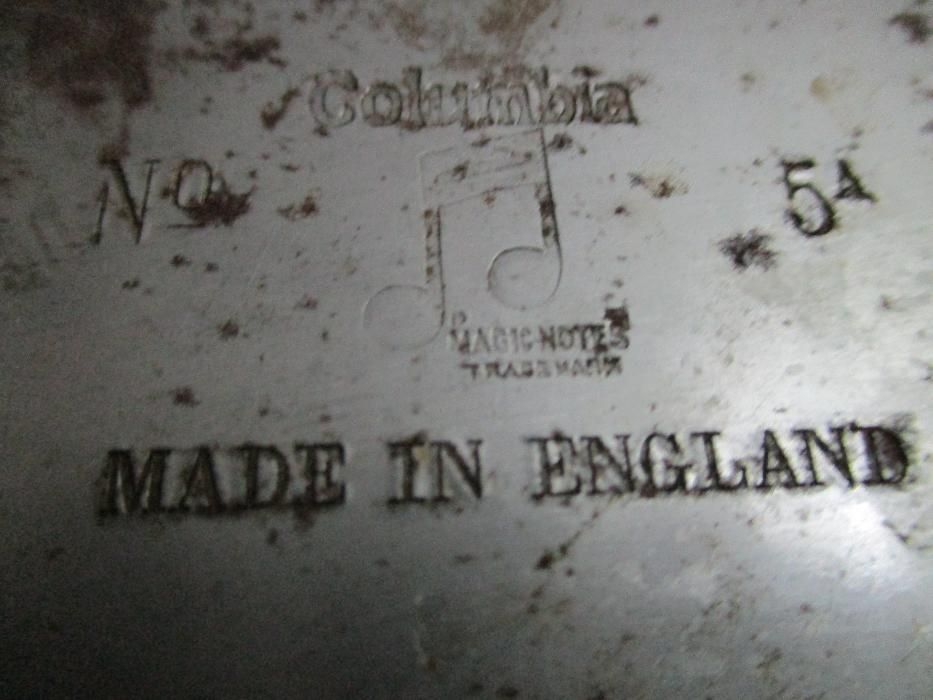 Columbia
Nº 5A
MAGIC-NOTES
TRADE MARK
MADE IN ENGLAND